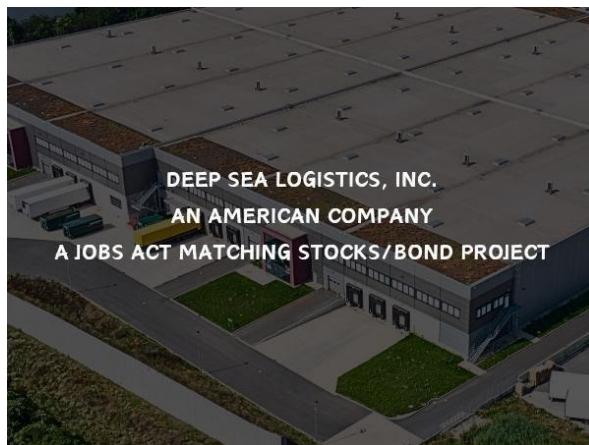 DEEP SEA LOGISTICS, INC.
AN AMERICAN COMPANY
A JOBS ACT MATCHING STOCKS/BOND PROJECT